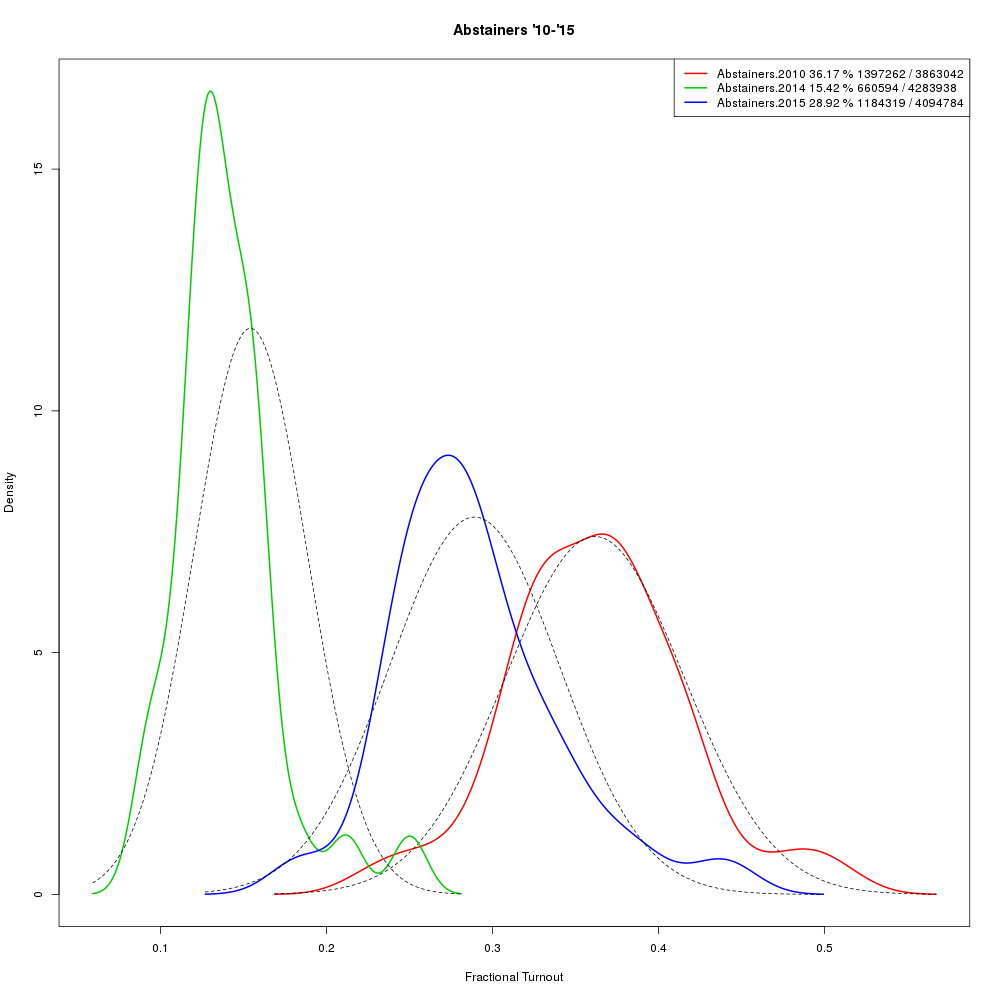 Abstainers '10-'15
Abstainers.2010 36.17 % 1397262 / 3863042
Abstainers.2014 15.42 % 660594 / 4283938
Abstainers.2015 28.92 % 1184319 / 4094784
Density
15
10
5
0
0.1 0.2 0.3 0.4 0.5
Fractional Turnout